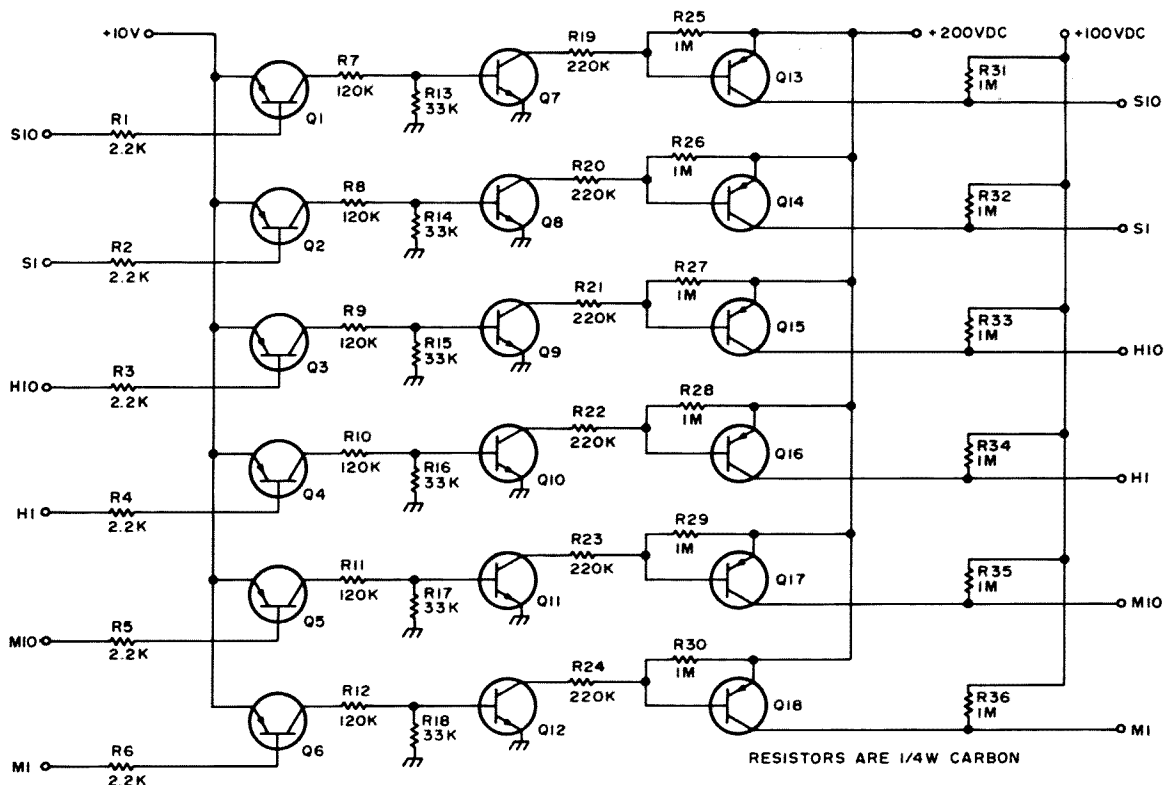 +10V
R7
120K
R13
33K
R19
220K
R25
1M
+200VDC
+100VDC
R31
1M
S10
R1
2.2K
Q1
Q7
Q13
S10
R8
120K
R14
33K
R20
220K
R26
1M
R32
1M
S1
R2
2.2K
Q2
Q8
Q14
S1
R9
120K
R15
33K
R21
220K
R27
1M
R33
1M
H10
R3
2.2K
Q3
Q9
Q15
H10
R10
120K
R16
33K
R22
220K
R28
1M
R34
1M
H1
R4
2.2K
Q4
Q10
Q16
H1
R11
120K
R17
33K
R23
220K
R29
1M
R35
1M
M10
R5
2.2K
Q5
Q11
Q17
M10
R12
120K
R18
33K
R24
220K
R30
1M
R36
1M
M1
R6
2.2K
Q6
Q12
Q18
M1
RESISTORS ARE 1/4W CARBON